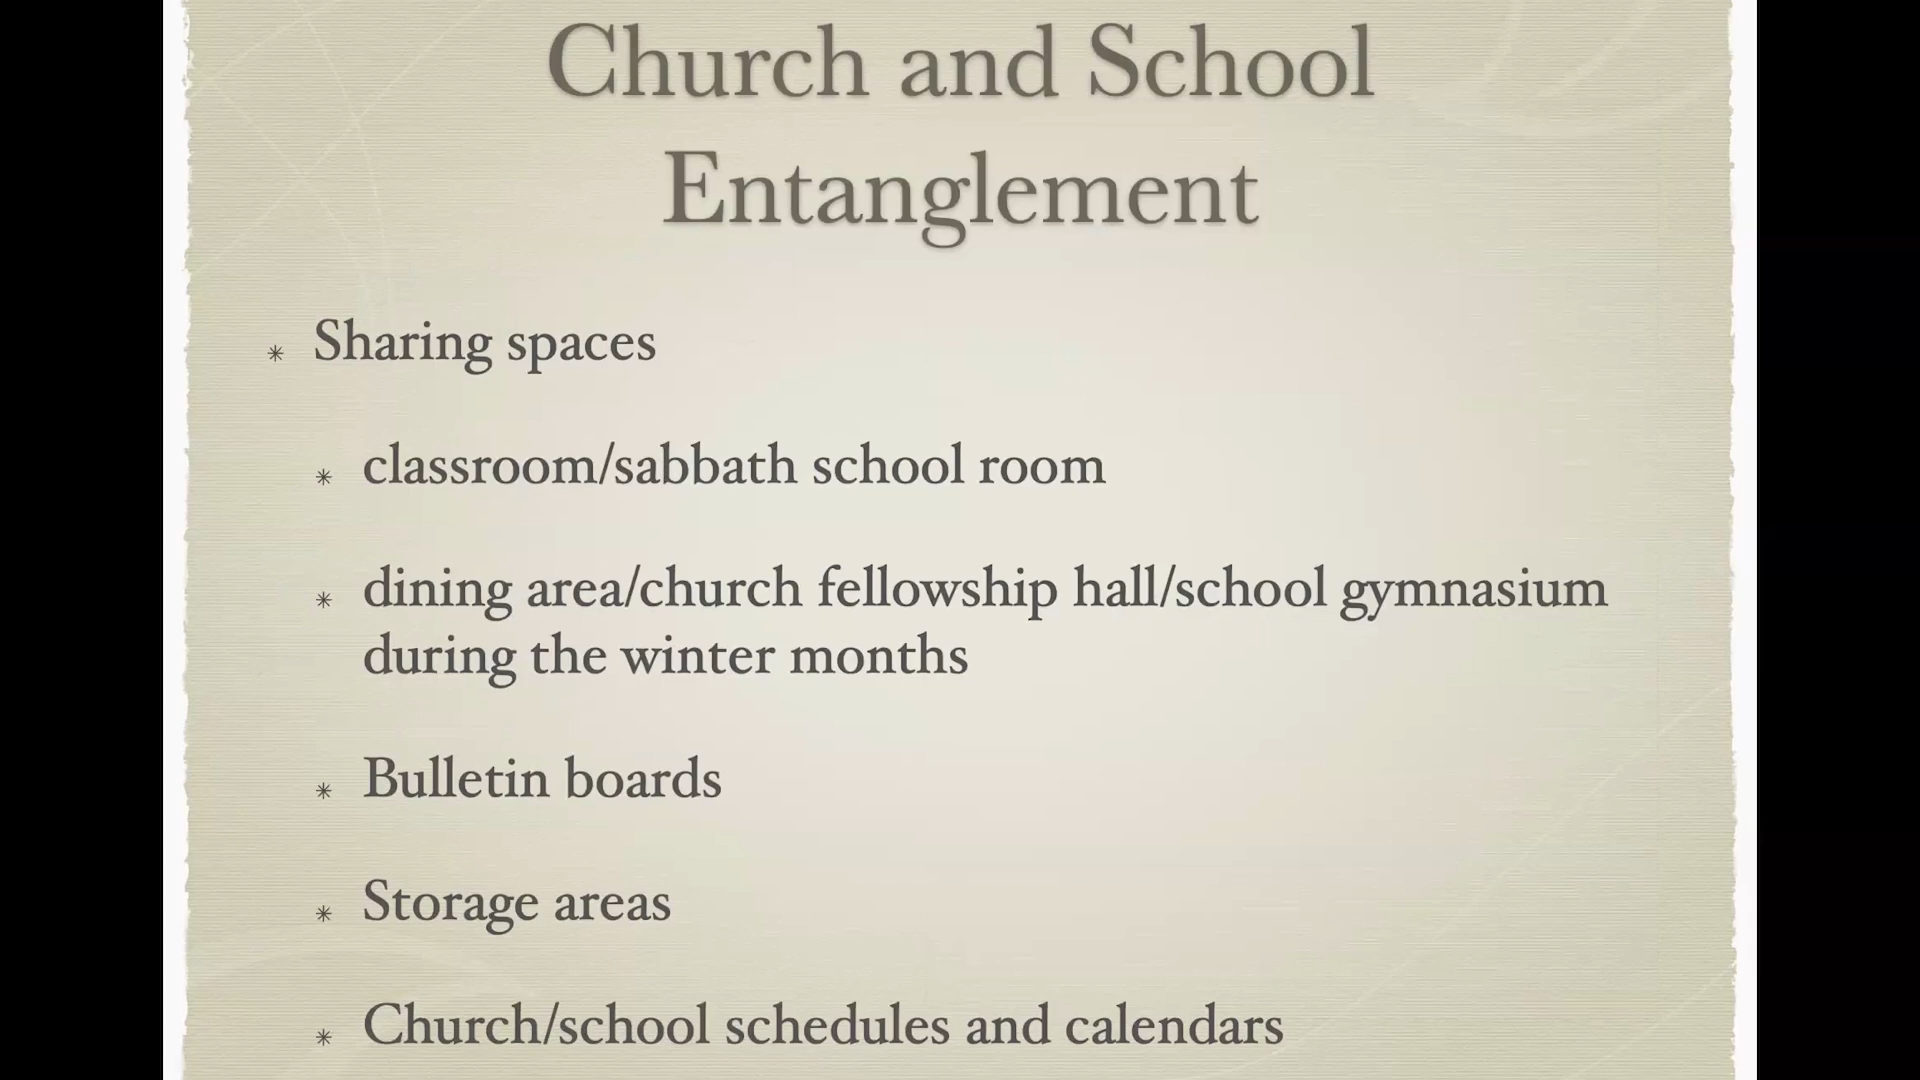 Church and School
Entanglement
Sharing spaces
classroom/sabbath school room
dining area/church fellowship hall/school gymnasium
during the winter months
Bulletin boards
Storage areas
Church/school schedules and calendars